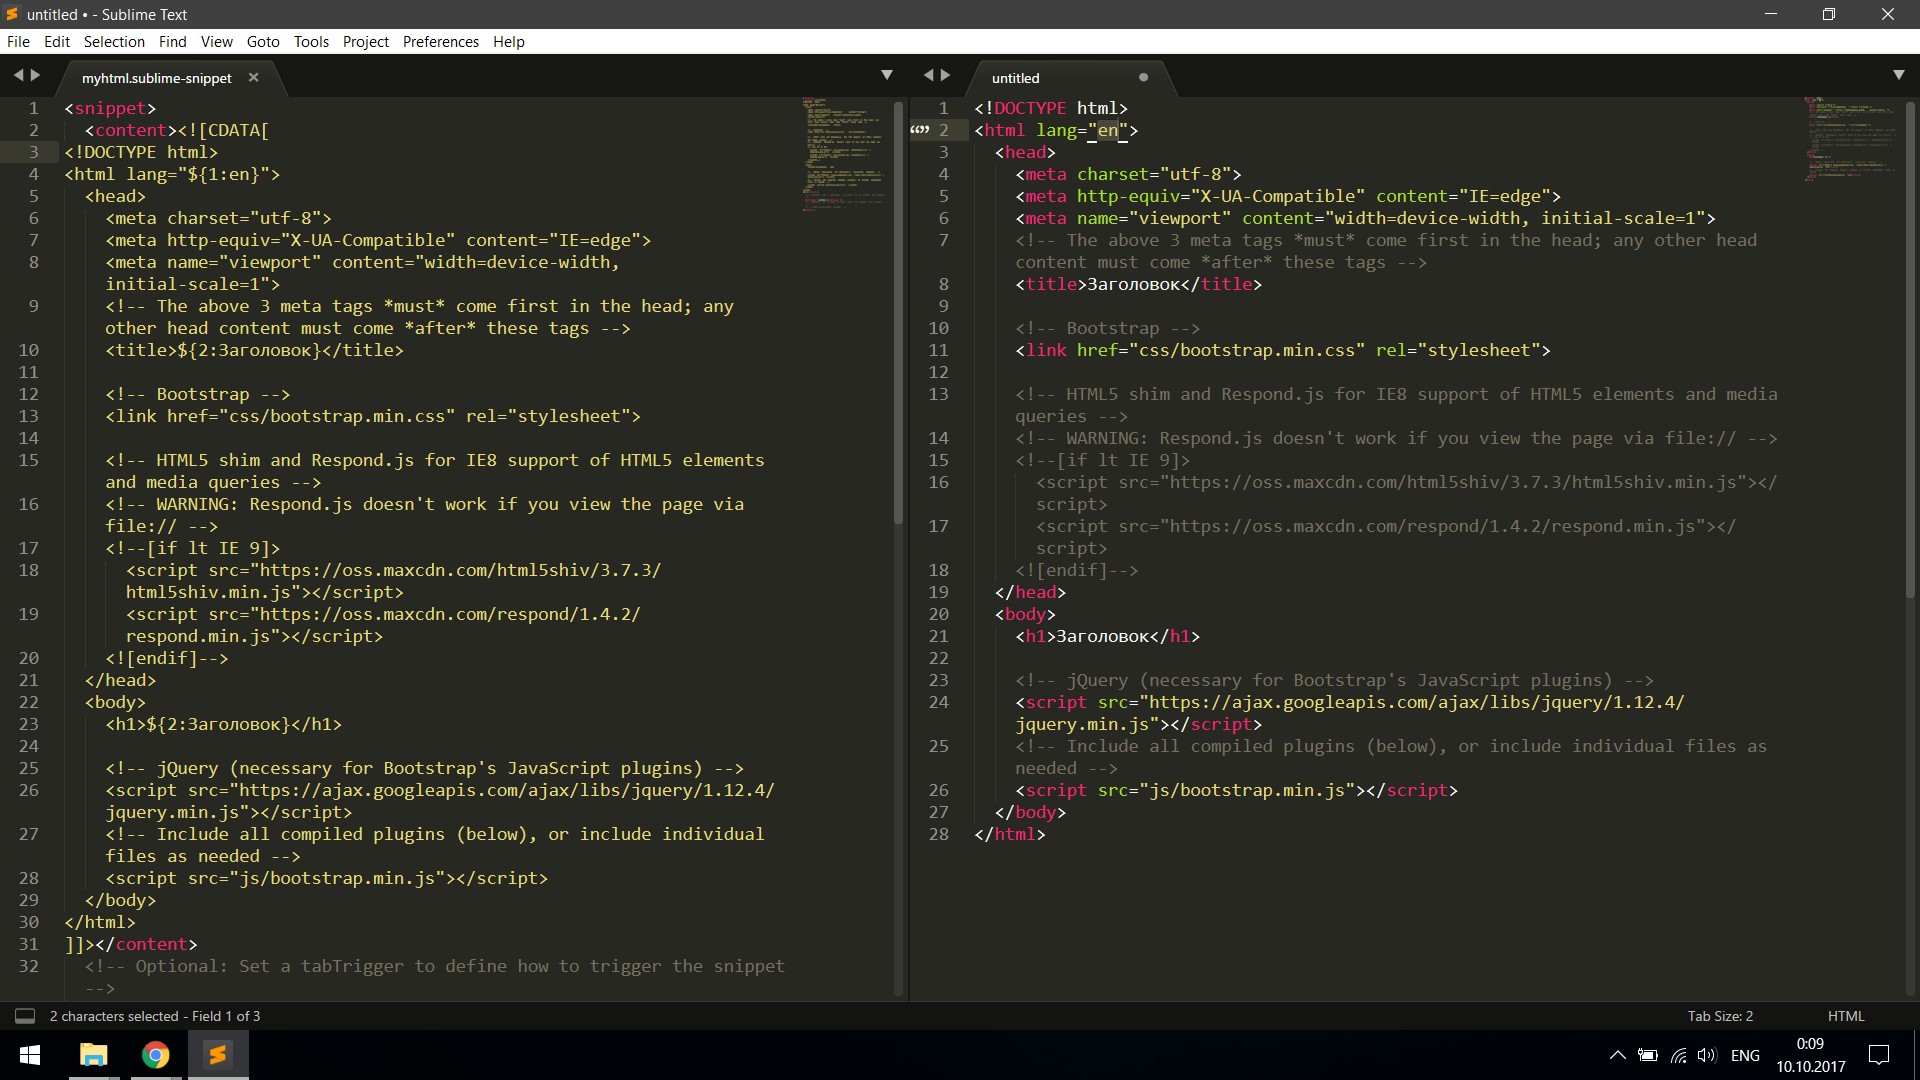 untitled • - Sublime Text
File Edit Selection Find View Goto Tools Project Preferences Help
myhtml.sublime-snippet ×
1 <snippet>
2 <content><![CDATA[
3 <!DOCTYPE html>
4 <html lang="${1:en}">
5 <head>
6 <meta charset="utf-8">
7 <meta http-equiv="X-UA-Compatible" content="IE=edge">
8 <meta name="viewport" content="width=device-width,
initial-scale=1">
9 <!-- The above 3 meta tags *must* come first in the head; any
other head content must come *after* these tags -->
10 <title>${2:Заголовок}</title>
11
12 <!-- Bootstrap -->
13 <link href="css/bootstrap.min.css" rel="stylesheet">
14
15 <!-- HTML5 shim and Respond.js for IE8 support of HTML5 elements
and media queries -->
16 <!-- WARNING: Respond.js doesn't work if you view the page via
file:// -->
17 <!--[if lt IE 9]>
18 <script src="https://oss.maxcdn.com/html5shiv/3.7.3/
html5shiv.min.js"></script>
19 <script src="https://oss.maxcdn.com/respond/1.4.2/
respond.min.js"></script>
20 <![endif]-->
21 </head>
22 <body>
23 <h1>${2:Заголовок}</h1>
24
25 <!-- jQuery (necessary for Bootstrap's JavaScript plugins) -->
26 <script src="https://ajax.googleapis.com/ajax/libs/jquery/1.12.4/
jquery.min.js"></script>
27 <!-- Include all compiled plugins (below), or include individual
files as needed -->
28 <script src="js/bootstrap.min.js"></script>
29 </body>
30 </html>
31 ]]></content>
32 <!-- Optional: Set a tabTrigger to define how to trigger the snippet
-->
untitled
1 <!DOCTYPE html>
2 <html lang="en">
3 <head>
4 <meta charset="utf-8">
5 <meta http-equiv="X-UA-Compatible" content="IE=edge">
6 <meta name="viewport" content="width=device-width, initial-scale=1">
7 <!-- The above 3 meta tags *must* come first in the head; any other head
content must come *after* these tags -->
8 <title>Заголовок</title>
9
10 <!-- Bootstrap -->
11 <link href="css/bootstrap.min.css" rel="stylesheet">
12
13 <!-- HTML5 shim and Respond.js for IE8 support of HTML5 elements and media
queries -->
14 <!-- WARNING: Respond.js doesn't work if you view the page via file:// -->
15 <!--[if lt IE 9]>
16 <script src="https://oss.maxcdn.com/html5shiv/3.7.3/html5shiv.min.js"></
script>
17 <script src="https://oss.maxcdn.com/respond/1.4.2/respond.min.js"></
script>
18 <![endif]-->
19 </head>
20 <body>
21 <h1>Заголовок</h1>
22
23 <!-- jQuery (necessary for Bootstrap's JavaScript plugins) -->
24 <script src="https://ajax.googleapis.com/ajax/libs/jquery/1.12.4/
jquery.min.js"></script>
25 <!-- Include all compiled plugins (below), or include individual files as
needed -->
26 <script src="js/bootstrap.min.js"></script>
27 </body>
28 </html>
2 characters selected - Field 1 of 3
Tab Size: 2
HTML
ENG
0:09
10.10.2017